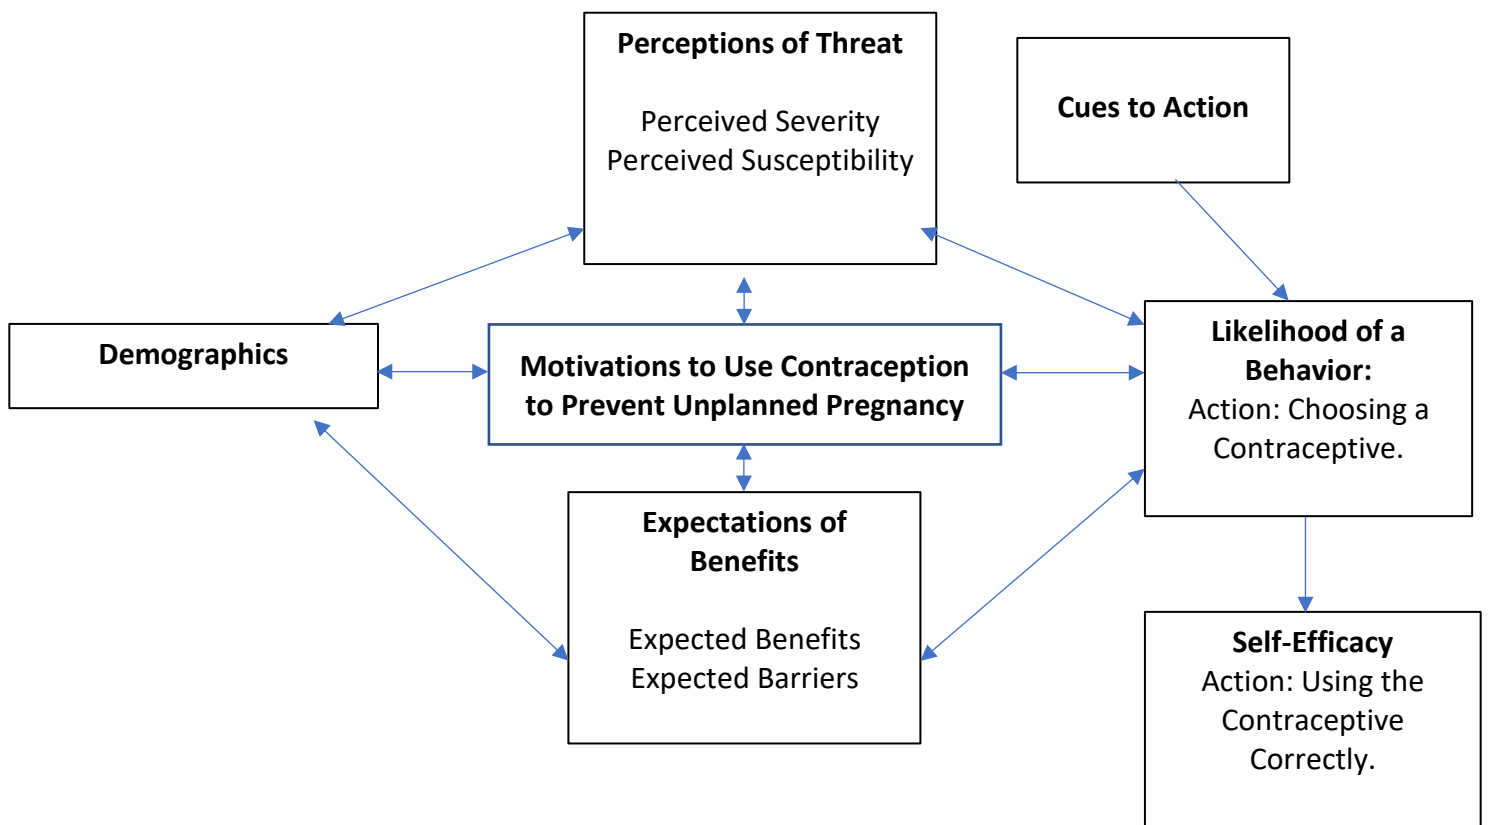 Perceptions of Threat
Perceived Severity
Perceived Susceptibility
Cues to Action
Demographics
Motivations to Use Contraception
to Prevent Unplanned Pregnancy
Likelihood of a
Behavior:
Action: Choosing a
Contraceptive.
Expectations of
Benefits
Expected Benefits
Expected Barriers
Self-Efficacy
Action: Using the
Contraceptive
Correctly.